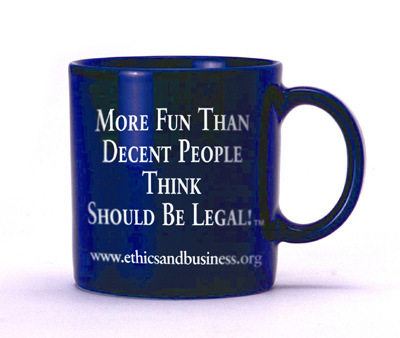 More Fun Than
Decent People
Think
Should Be Legal!™
www.ethicsandbusiness.org